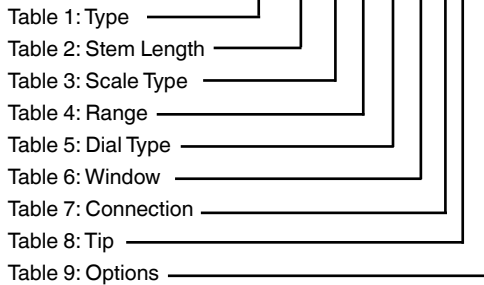 Table 1: Type
Table 2: Stem Length
Table 3: Scale Type
Table 4: Range
Table 5: Dial Type
Table 6: Window
Table 7: Connection
Table 8: Tip
Table 9: Options